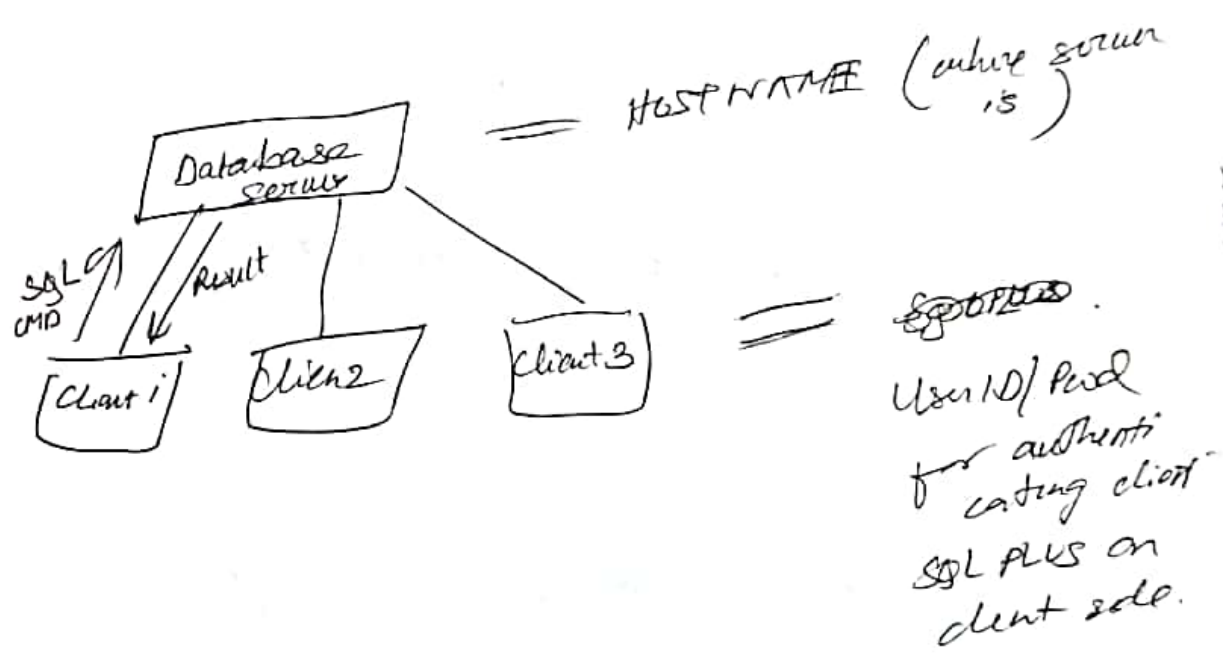 HOSTNAME (where server
is)
Database
server
SQL
CMD
Result
Client 1
Clien2
Client 3
UserID/Pwd
for authenti
cating client
SQL PLUS on
client side.